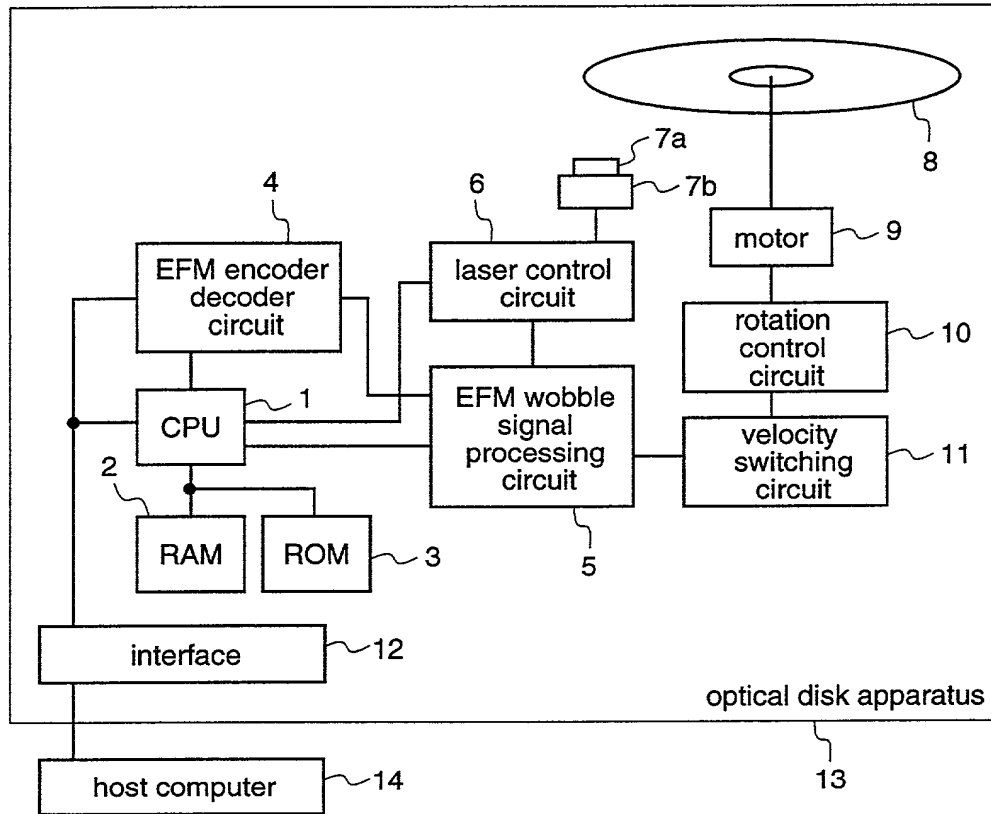 8
7a
7b
4
6
motor
9
EFM encoder
decoder
circuit
laser control
circuit
rotation
control
circuit
10
1
CPU
EFM wobble
signal
processing
circuit
velocity
switching
circuit
11
2
RAM
ROM
3
5
interface
12
optical disk apparatus
13
host computer
14